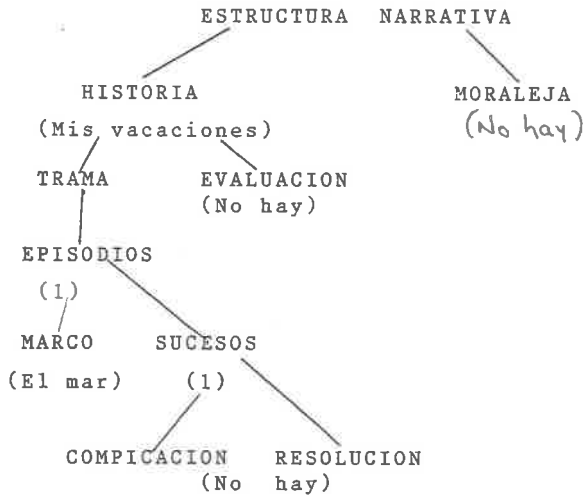 ESTRUCTURA NARRATIVA
HISTORIA MORALEJA
(Mis vacaciones) (No hay)
TRAMA EVALUACION
(No hay)
EPISODIOS
(1)
MARCO SUCESOS
(El mar) (1)
COMPICACION RESOLUCION
(No hay)